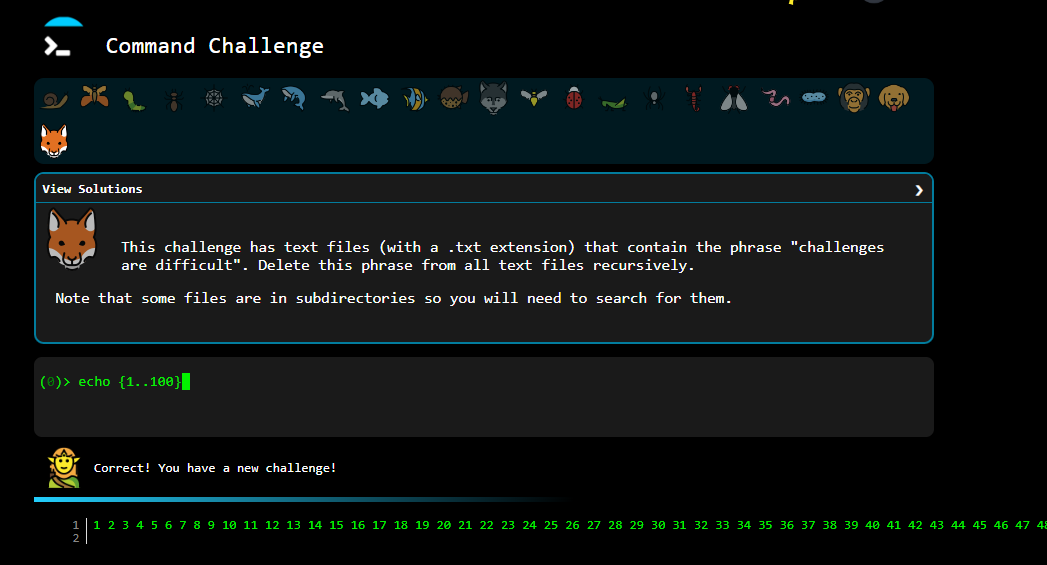 Command Challenge
View Solutions
This challenge has text files (with a .txt extension) that contain the phrase "challenges
are difficult". Delete this phrase from all text files recursively.
Note that some files are in subdirectories so you will need to search for them.
(0)> echo {1..100}
Correct! You have a new challenge!
1 1 2 3 4 5 6 7 8 9 10 11 12 13 14 15 16 17 18 19 20 21 22 23 24 25 26 27 28 29 30 31 32 33 34 35 36 37 38 39 40 41 42 43 44 45 46 47 48
2